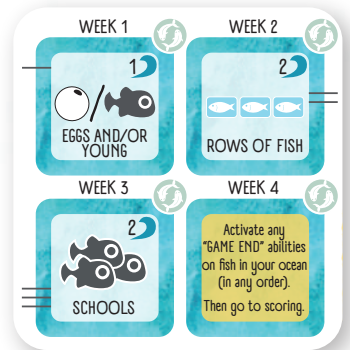 WEEK 1
1
/
EGGS AND/OR
YOUNG
WEEK 2
2
ROWS OF FISH
WEEK 3
2
SCHOOLS
WEEK 4
Activate any
"GAME END" abilities
on fish in your ocean
(in any order).
Then go to scoring.